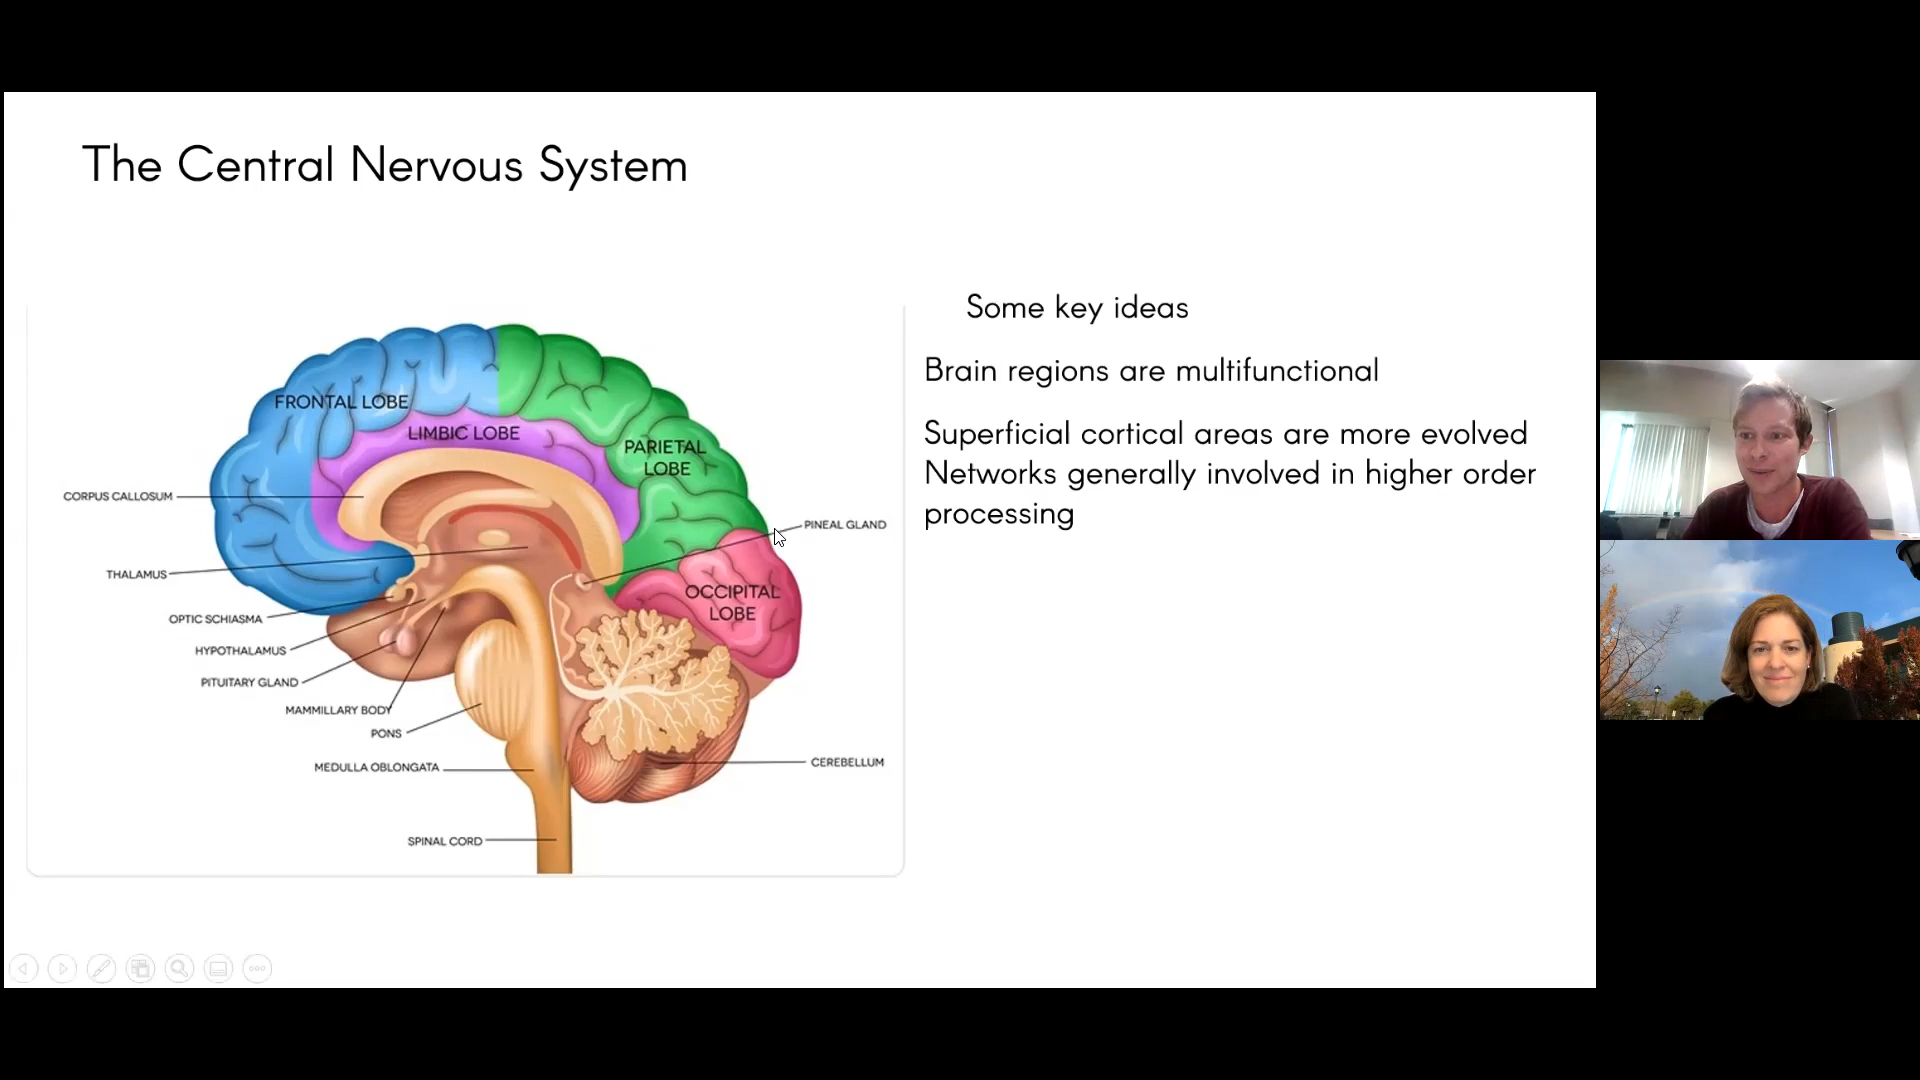 The Central Nervous System
Some key ideas
Brain regions are multifunctional
Superficial cortical areas are more evolved
Networks generally involved in higher order
processing
FRONTAL LOBE
LIMBIC LOBE
PARIETAL
LOBE
CORPUS CALLOSUM
PINEAL GLAND
THALAMUS
OCCIPITAL
LOBE
OPTIC SCHIASMA
HYPOTHALAMUS
PITUITARY GLAND
MAMMILLARY BODY
PONS
MEDULLA OBLONGATA
CEREBELLUM
SPINAL CORD